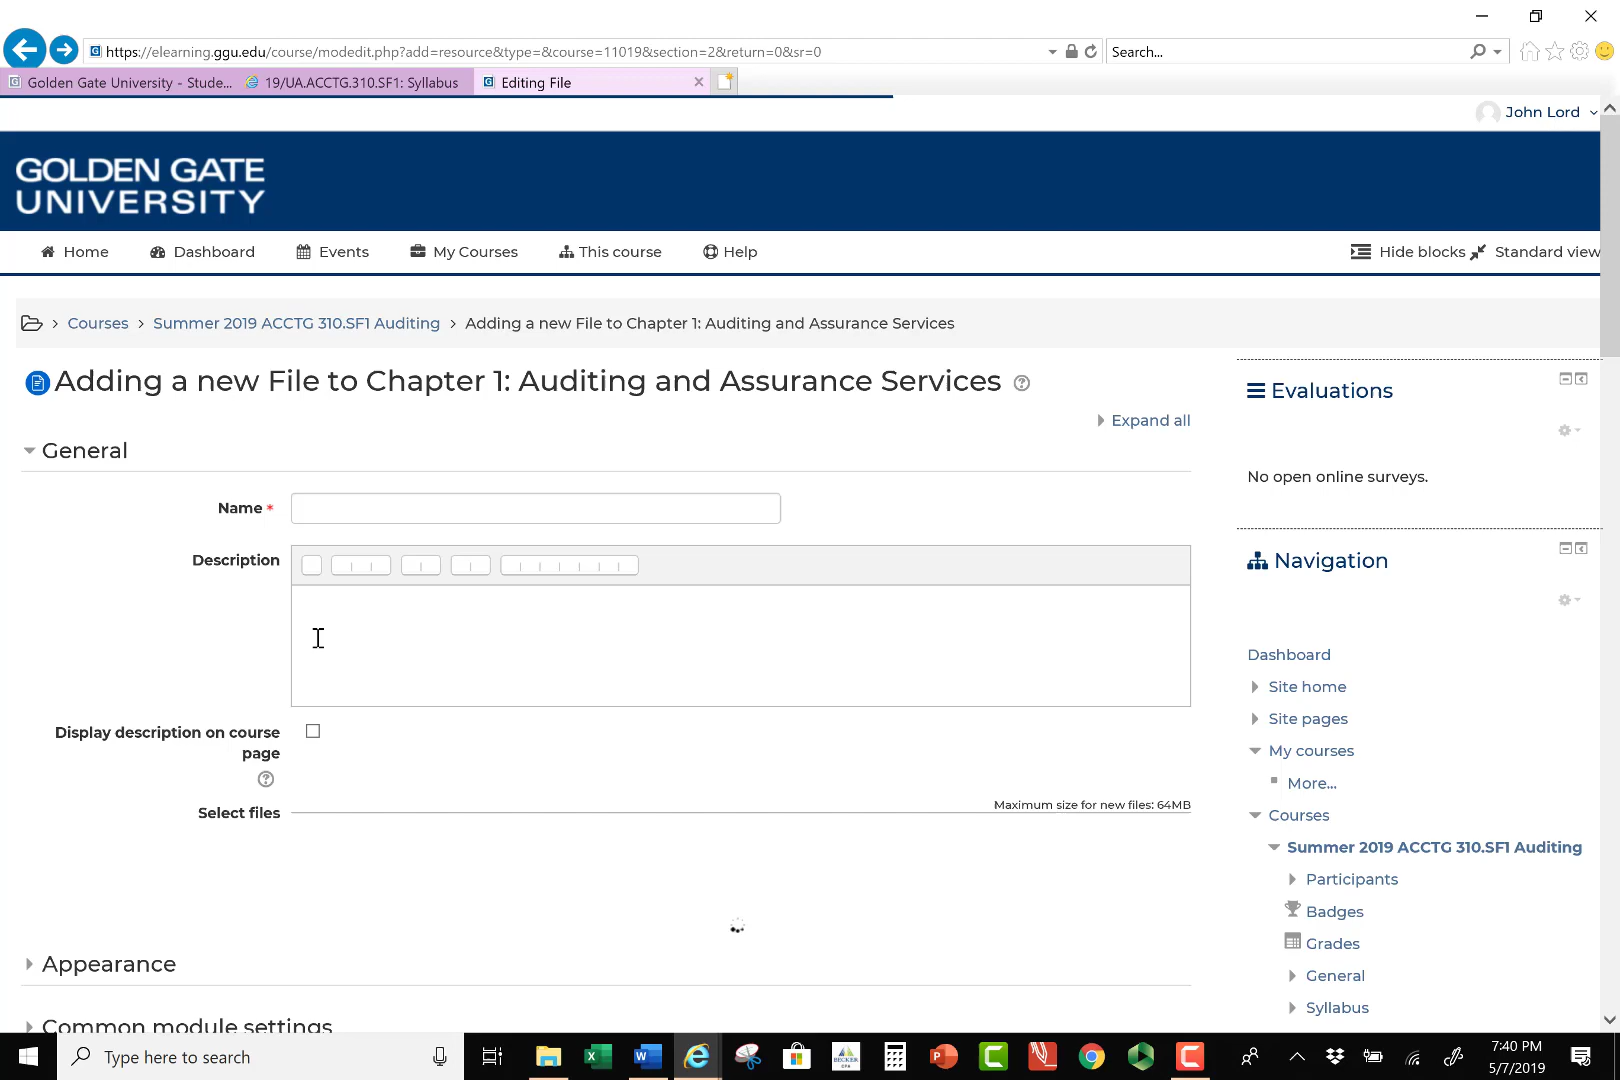 https://elearning.ggu.edu/course/modedit.php?add=resource&type=&course=11019&section=2&return=0&sr=0
Search...
Golden Gate University - Stude...
19/UA.ACCTG.310.SF1: Syllabus
Editing File
John Lord
GOLDEN GATE
UNIVERSITY
Home
Dashboard
Events
My Courses
This course
Help
Hide blocks
Standard view
Courses
Summer 2019 ACCTG 310.SF1 Auditing
Adding a new File to Chapter 1: Auditing and Assurance Services
Adding a new File to Chapter 1: Auditing and Assurance Services
Expand all
General
Name *
Description
Display description on course
page
Select files
Maximum size for new files: 64MB
Appearance
Common module settings
Evaluations
No open online surveys.
Navigation
Dashboard
Site home
Site pages
My courses
More...
Courses
Summer 2019 ACCTG 310.SF1 Auditing
Participants
Badges
Grades
General
Syllabus
Type here to search
BECKER
7:40 PM
5/7/2019